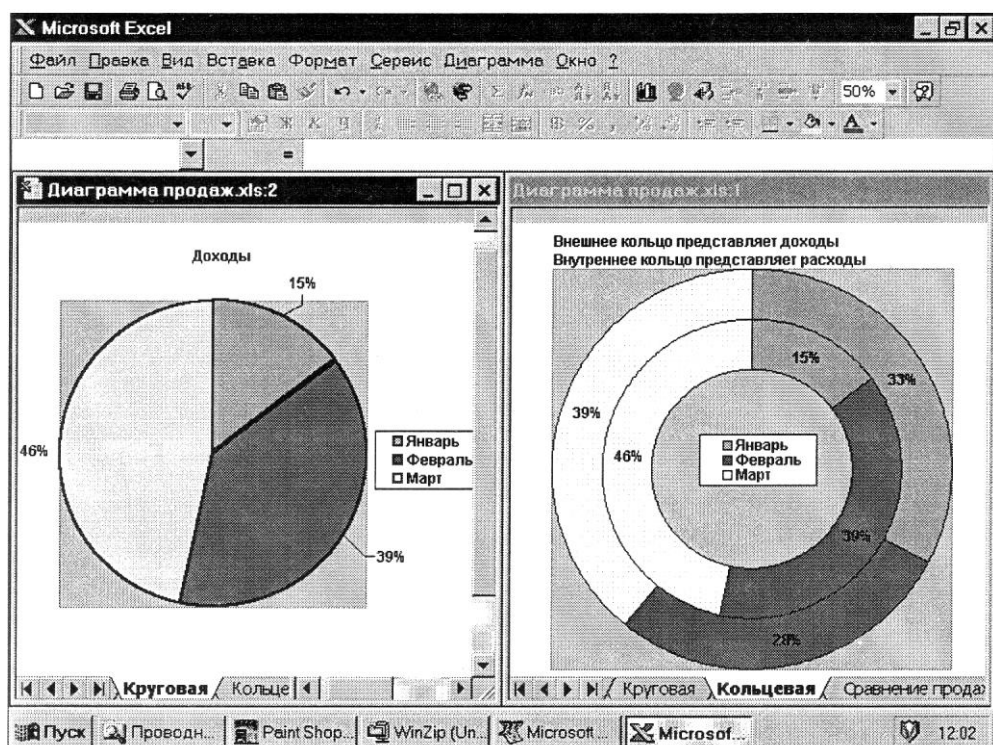 Microsoft Excel
Файл Правка Вид Вставка Формат Сервис Диаграмма Окно ?
50%
=
Диаграмма продаж.xls:2
Доходы
15%
46%
39%
Январь
Февраль
Март
Круговая Кольце
Диаграмма продаж.xls:1
Внешнее кольцо представляет доходы
Внутреннее кольцо представляет расходы
15%
33%
39%
46%
39%
28%
Январь
Февраль
Март
Круговая Кольцевая Сравнение продаж
Пуск Проводн... Paint Shop... WinZip (Un... Microsoft ... Microsof... 12:02